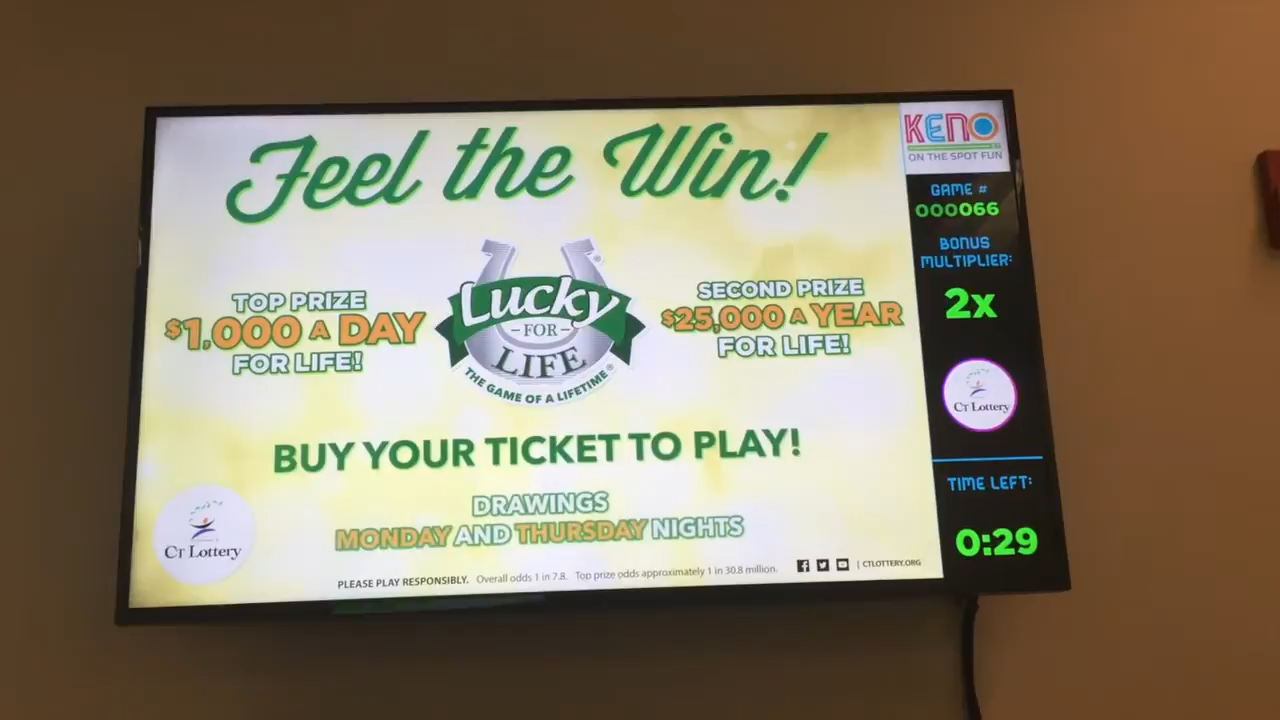 Feel the Win!
TOP PRIZE
$1,000 A DAY
FOR LIFE!
Lucky
-FOR-
LIFE
THE GAME OF A LIFETIME®
®
SECOND PRIZE
$25,000 A YEAR
FOR LIFE!
BUY YOUR TICKET TO PLAY!
DRAWINGS
MONDAY AND THURSDAY NIGHTS
CT Lottery
PLEASE PLAY RESPONSIBLY. Overall odds 1 in 7.8. Top prize odds approximately 1 in 30.8 million.
| CTLOTTERY.ORG
KENO
ON THE SPOT FUN
GAME #
000066
BONUS
MULTIPLIER:
2x
CT Lottery
TIME LEFT:
0:29